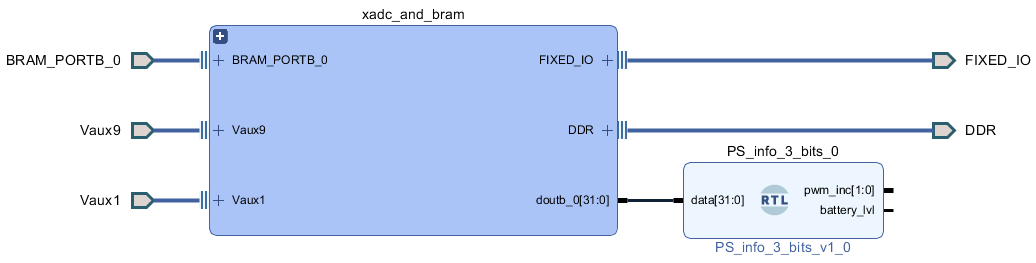 xadc_and_bram
BRAM_PORTB_0
BRAM_PORTB_0
FIXED_IO
FIXED_IO
Vaux9
Vaux9
DDR
DDR
PS_info_3_bits_0
Vaux1
Vaux1
doutb_0[31:0]
data[31:0]
RTL
pwm_inc[1:0]
battery_lvl
PS_info_3_bits_v1_0